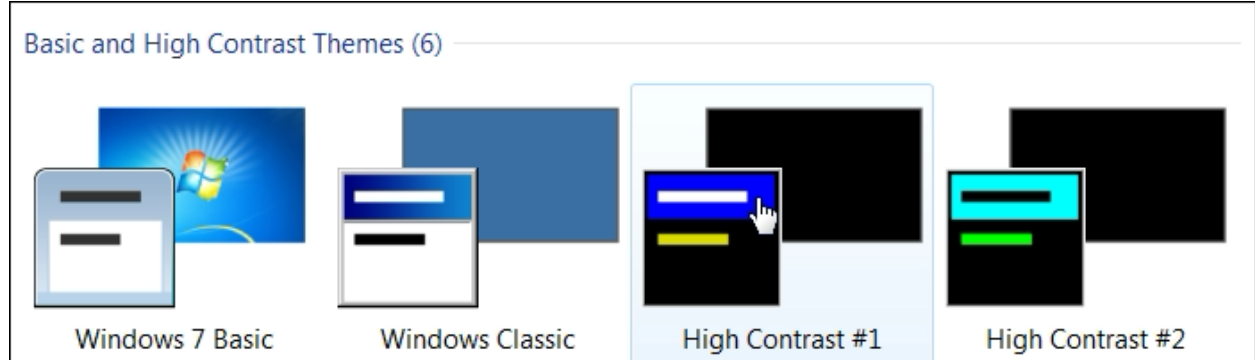 Basic and High Contrast Themes (6)
Windows 7 Basic
Windows Classic
High Contrast #1
High Contrast #2